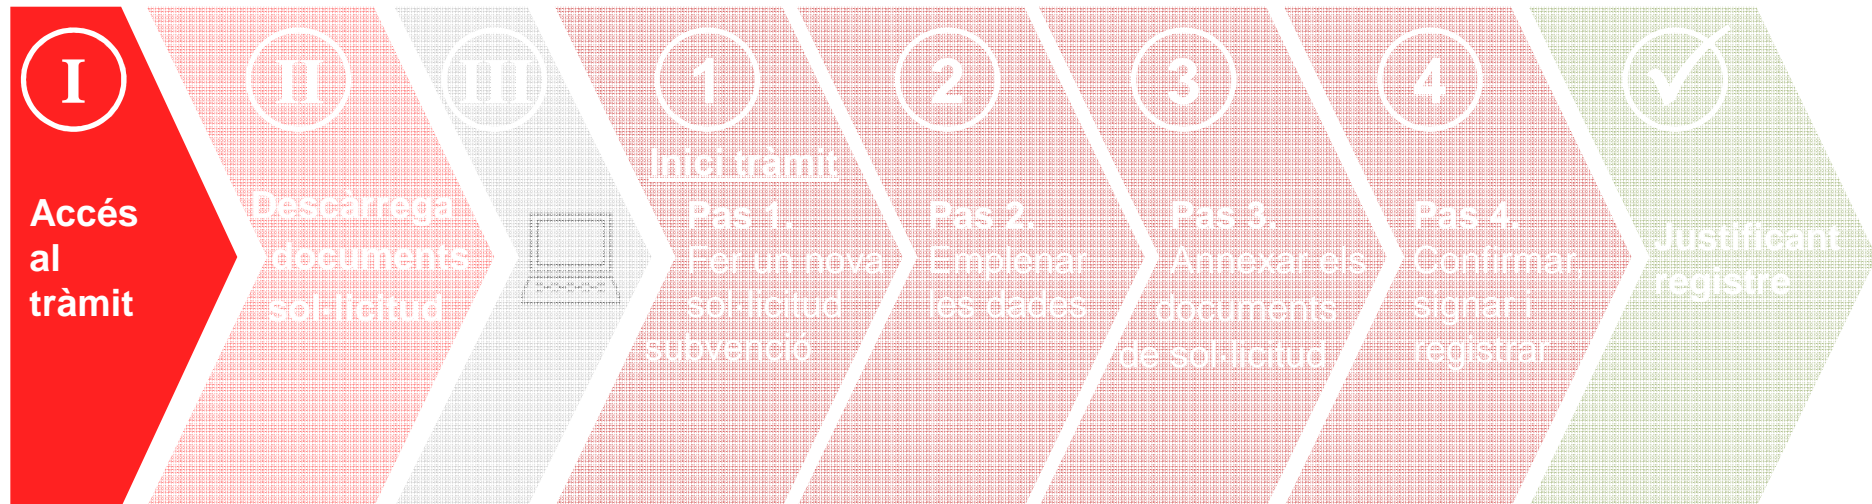 I
Accés
al
tràmit
II
Descàrrega
documents
sol·licitud
III
1
Inici tràmit
Pas 1.
Fer un nova
sol·licitud
subvenció
2
Pas 2.
Emplenar
les dades
3
Pas 3.
Annexar els
documents
de sol·licitud
4
Pas 4.
Confirmar,
signar i
registrar
Justificant
registre